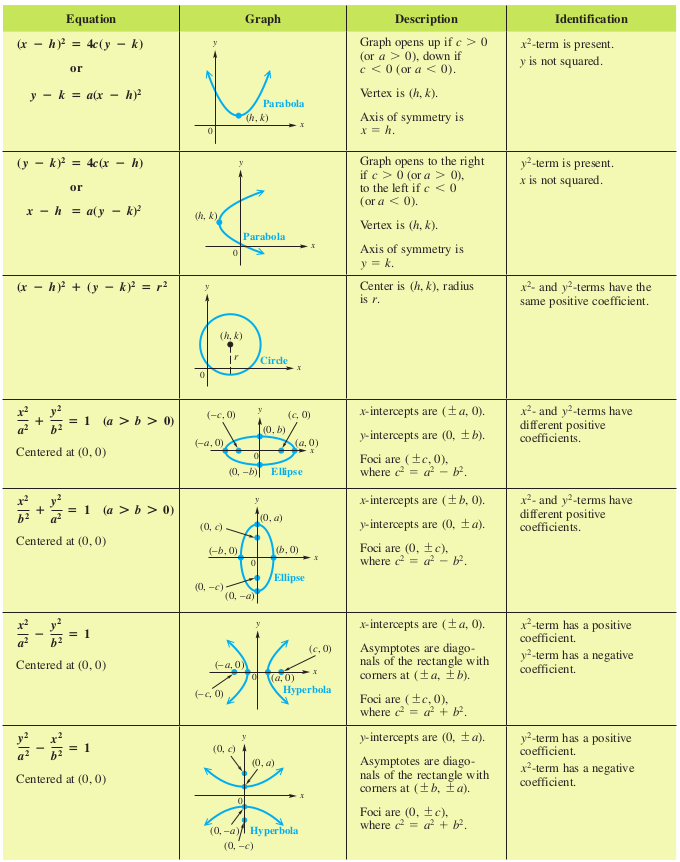 Equation Graph Description Identification
(x − h)² = 4c(y − k)
or
y − k = a(x − h)²
y
Parabola
(h, k)
0
x
Graph opens up if c > 0
(or a > 0), down if
c < 0 (or a < 0).
Vertex is (h, k).
Axis of symmetry is
x = h.
x²-term is present.
y is not squared.
(y − k)² = 4c(x − h)
or
x − h = a(y − k)²
y
(h, k)
Parabola
0
x
Graph opens to the right
if c > 0 (or a > 0),
to the left if c < 0
(or a < 0).
Vertex is (h, k).
Axis of symmetry is
y = k.
y²-term is present.
x is not squared.
(x − h)² + (y − k)² = r²
y
(h, k)
r
Circle
0
x
Center is (h, k), radius
is r.
x²- and y²-terms have the
same positive coefficient.
x²/a² + y²/b² = 1 (a > b > 0)
Centered at (0, 0)
(−c, 0)
y
(c, 0)
(0, b)
(−a, 0)
(a, 0)
0
x
(0, −b)
Ellipse
x-intercepts are (±a, 0).
y-intercepts are (0, ±b).
Foci are (±c, 0),
where c² = a² − b².
x²- and y²-terms have
different positive
coefficients.
x²/b² + y²/a² = 1 (a > b > 0)
Centered at (0, 0)
y
(0, a)
(0, c)
(−b, 0)
(b, 0)
0
x
Ellipse
(0, −c)
(0, −a)
x-intercepts are (±b, 0).
y-intercepts are (0, ±a).
Foci are (0, ±c),
where c² = a² − b².
x²- and y²-terms have
different positive
coefficients.
x²/a² − y²/b² = 1
Centered at (0, 0)
y
(c, 0)
(−a, 0)
x
0
(a, 0)
(−c, 0)
Hyperbola
x-intercepts are (±a, 0).
Asymptotes are diago-
nals of the rectangle with
corners at (±a, ±b).
Foci are (±c, 0),
where c² = a² + b².
x²-term has a positive
coefficient.
y²-term has a negative
coefficient.
y²/a² − x²/b² = 1
Centered at (0, 0)
y
(0, c)
(0, a)
0
x
(0, −a)
Hyperbola
(0, −c)
y-intercepts are (0, ±a).
Asymptotes are diago-
nals of the rectangle with
corners at (±b, ±a).
Foci are (0, ±c),
where c² = a² + b².
y²-term has a positive
coefficient.
x²-term has a negative
coefficient.